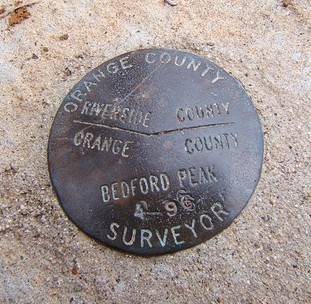 ORANGE COUNTY
RIVERSIDE COUNTY
ORANGE COUNTY
BEDFORD PEAK
4-96
SURVEYOR